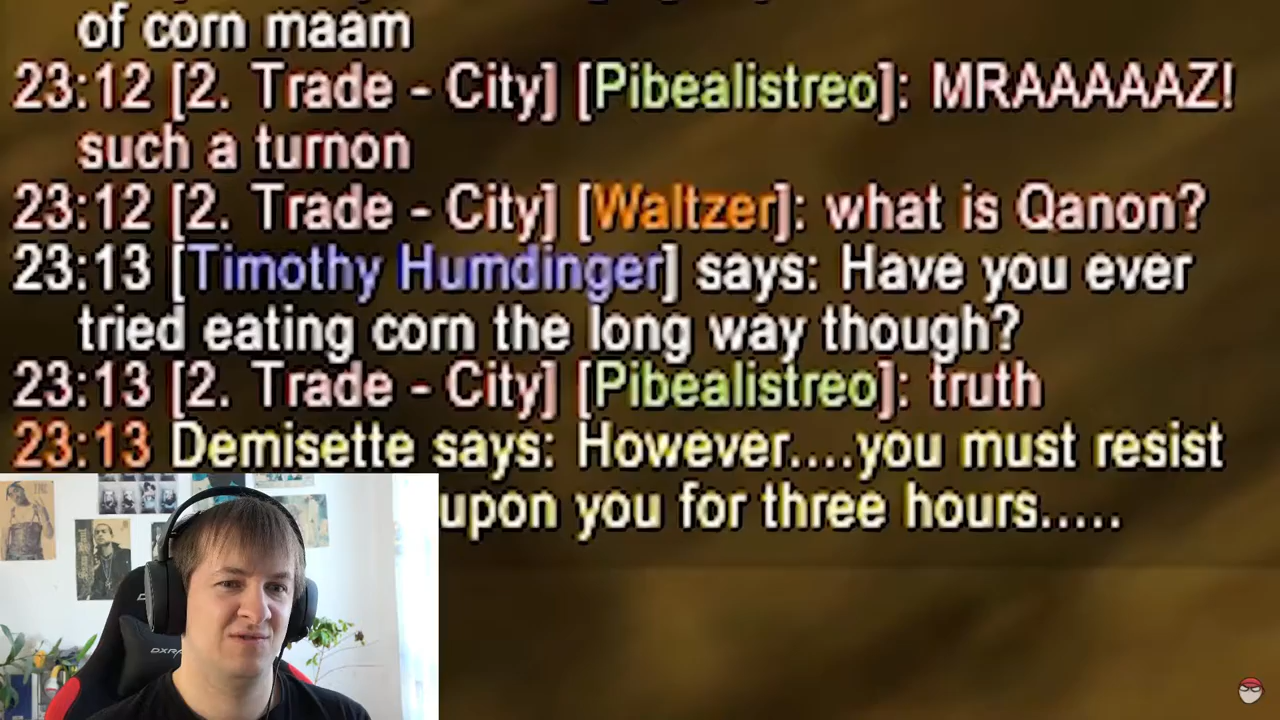 of corn maam
23:12 [2. Trade - City] [Pibealistreo]: MRAAAAAZ!
such a turnon
23:12 [2. Trade - City] [Waltzer]: what is Qanon?
23:13 [Timothy Humdinger] says: Have you ever
tried eating corn the long way though?
23:13 [2. Trade - City] [Pibealistreo]: truth
23:13 Demisette says: However....you must resist
upon you for three hours.....